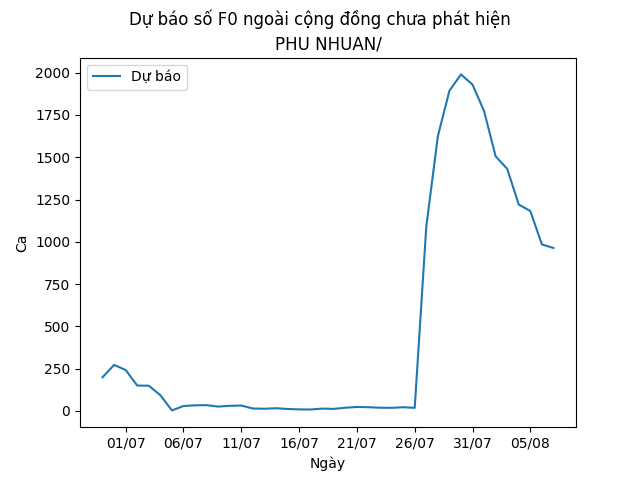 Dự báo số F0 ngoài cộng đồng chưa phát hiện
PHU NHUAN/
Dự báo
2000
1750
1500
1250
1000
750
500
250
0
Ca
01/07 06/07 11/07 16/07 21/07 26/07 31/07 05/08
Ngày